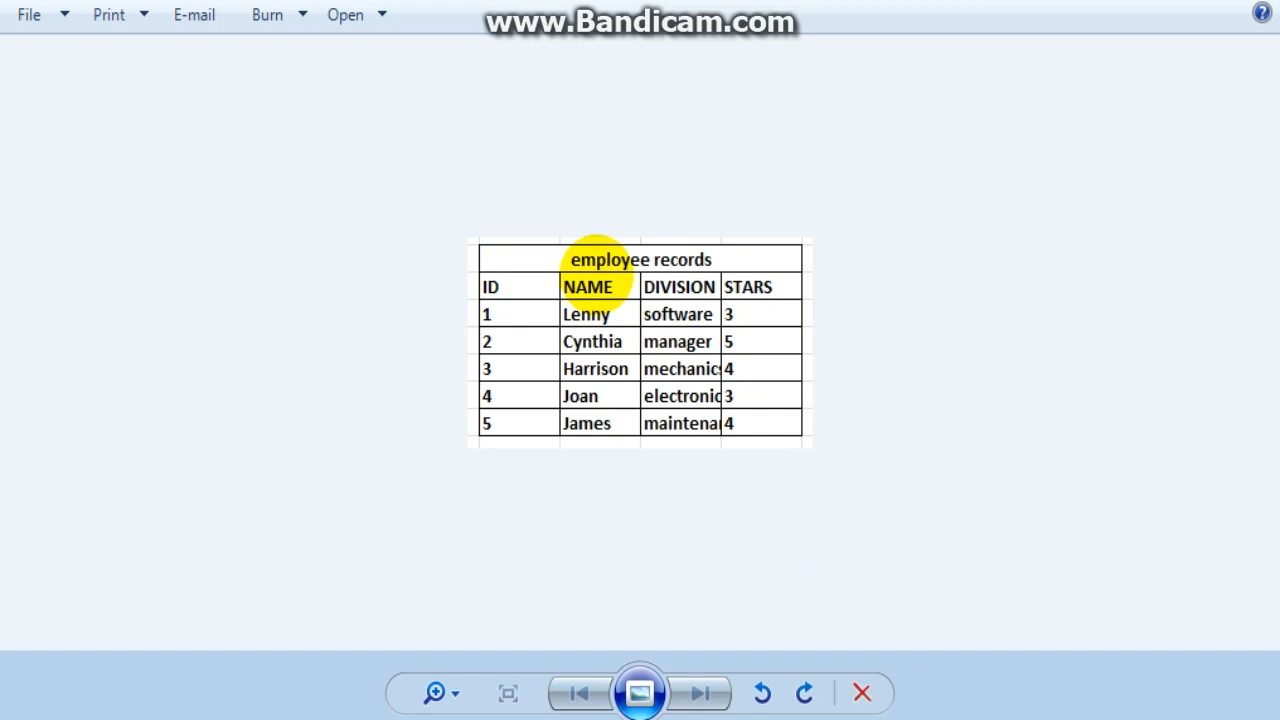 File Print E-mail Burn Open
www.Bandicam.com
employee records
ID NAME DIVISION STARS
1 Lenny software 3
2 Cynthia manager 5
3 Harrison mechanics 4
4 Joan electronic 3
5 James maintena 4